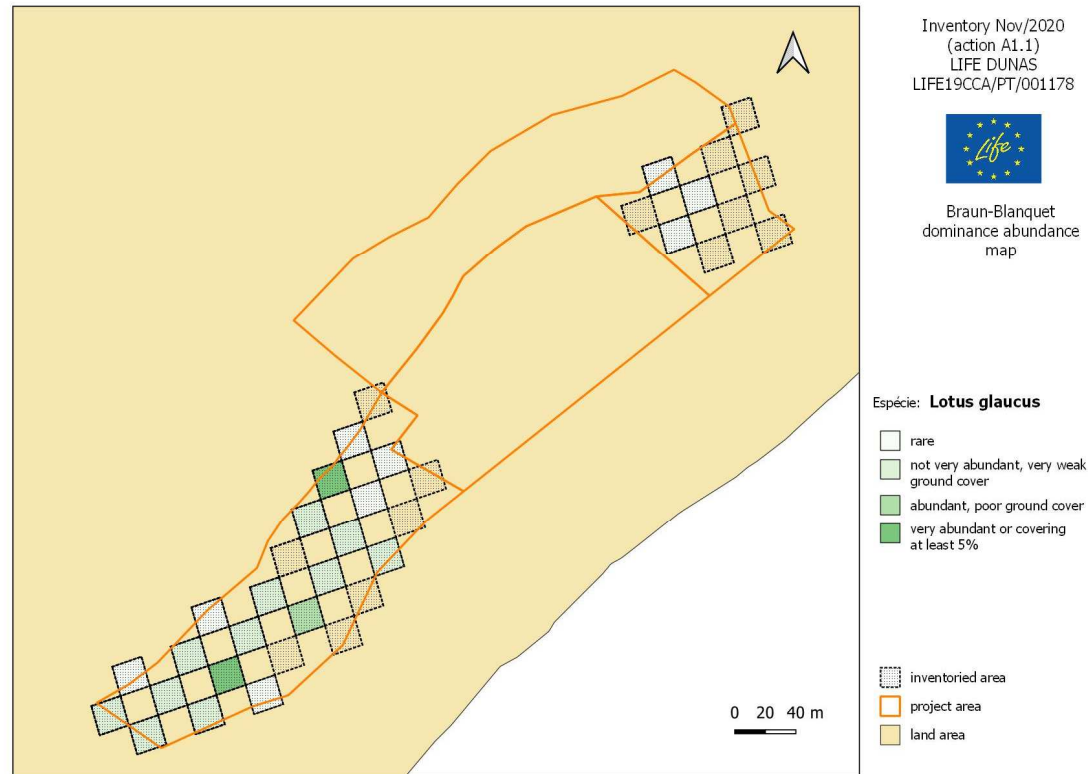 Inventory Nov/2020
(action A1.1)
LIFE DUNAS
LIFE19CCA/PT/001178
Life
Braun-Blanquet
dominance abundance
map
Espécie: Lotus glaucus
rare
not very abundant, very weak
ground cover
abundant, poor ground cover
very abundant or covering
at least 5%
inventoried area
project area
land area
0 20 40 m